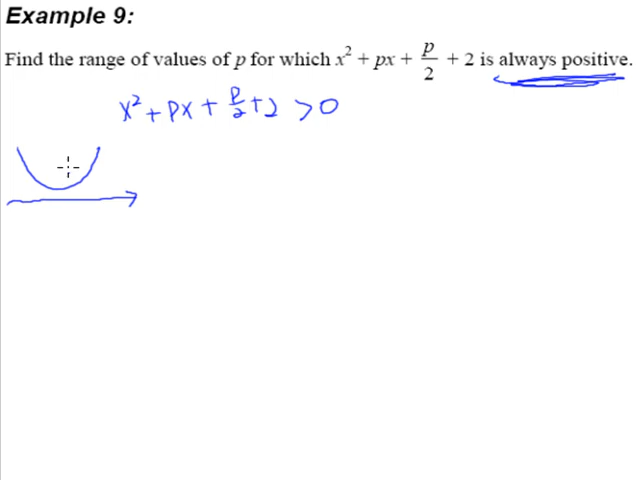 Example 9:
Find the range of values of p for which x² + px + p/2 + 2 is always positive.
x² + px + p/2 + 2 > 0